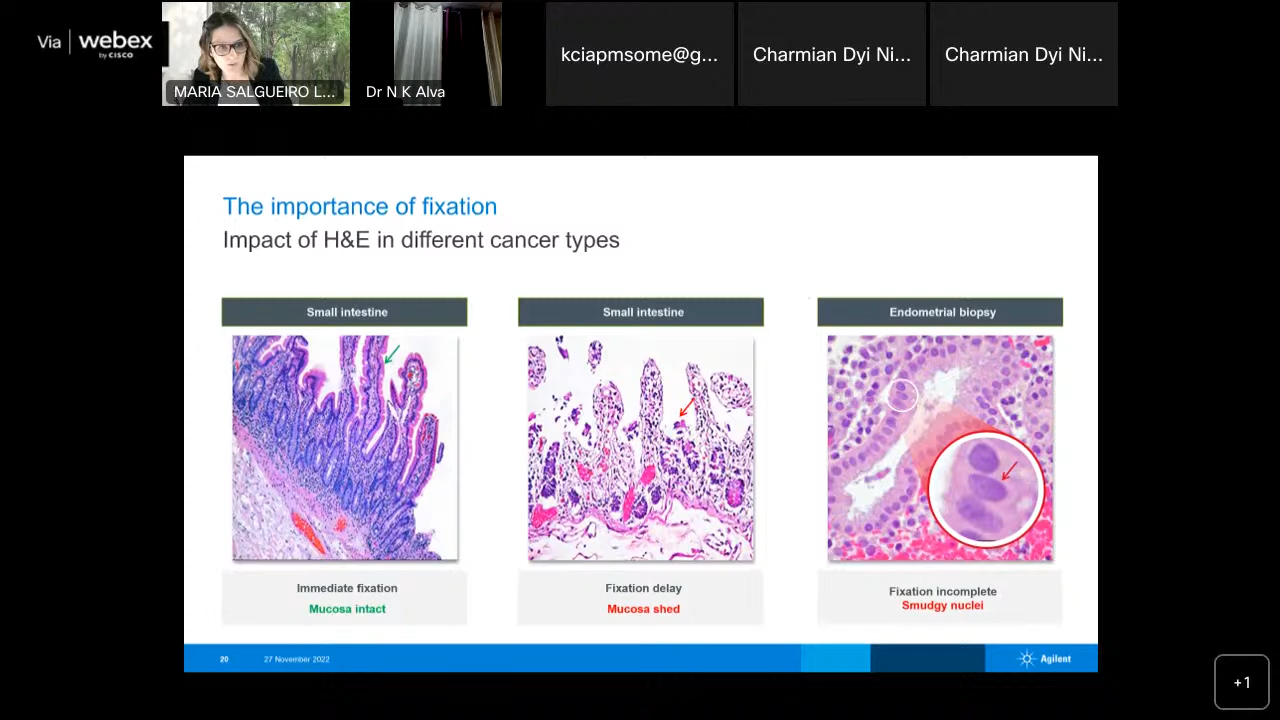 Via webex
by CISCO
MARIA SALGUEIRO L...
Dr N K Alva
kciapmsome@g...
Charmian Dyi Ni...
Charmian Dyi Ni...
The importance of fixation
Impact of H&E in different cancer types
Small intestine
Small intestine
Endometrial biopsy
Immediate fixation
Mucosa intact
Fixation delay
Mucosa shed
Fixation incomplete
Smudgy nuclei
20
27 November 2022
Agilent
+1